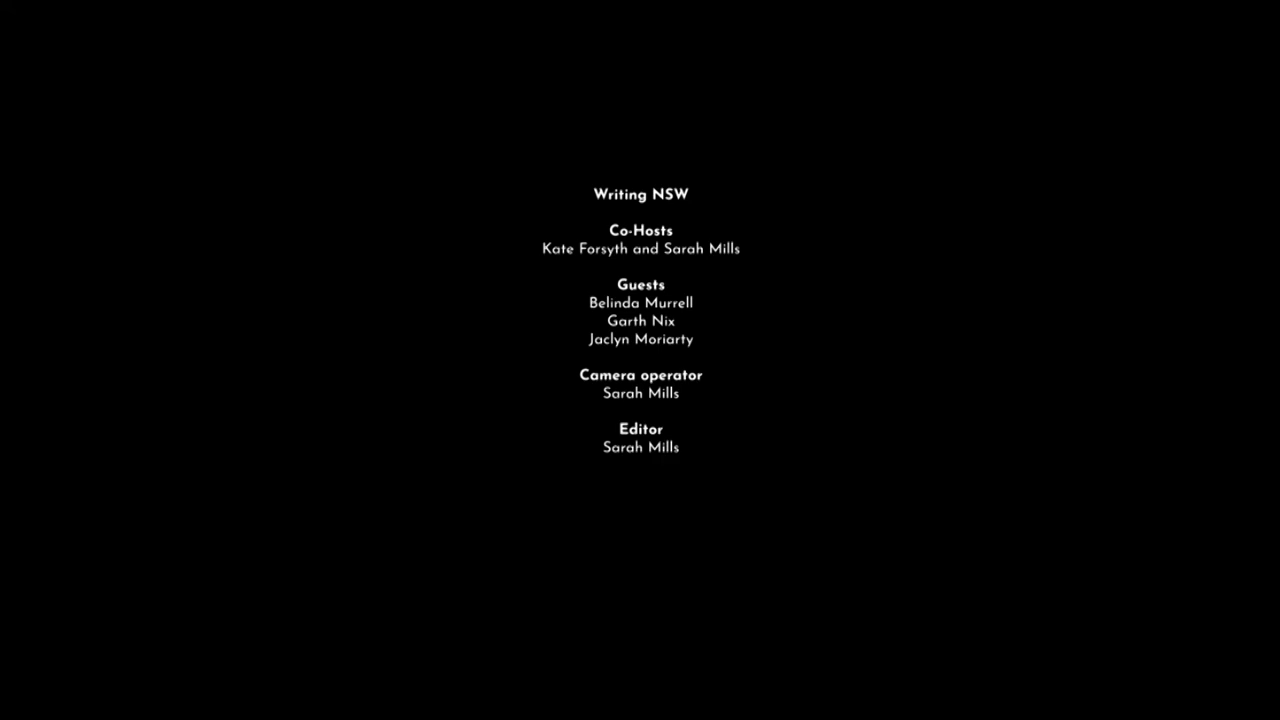 Writing NSW
Co-Hosts
Kate Forsyth and Sarah Mills
Guests
Belinda Murrell
Garth Nix
Jaclyn Moriarty
Camera operator
Sarah Mills
Editor
Sarah Mills